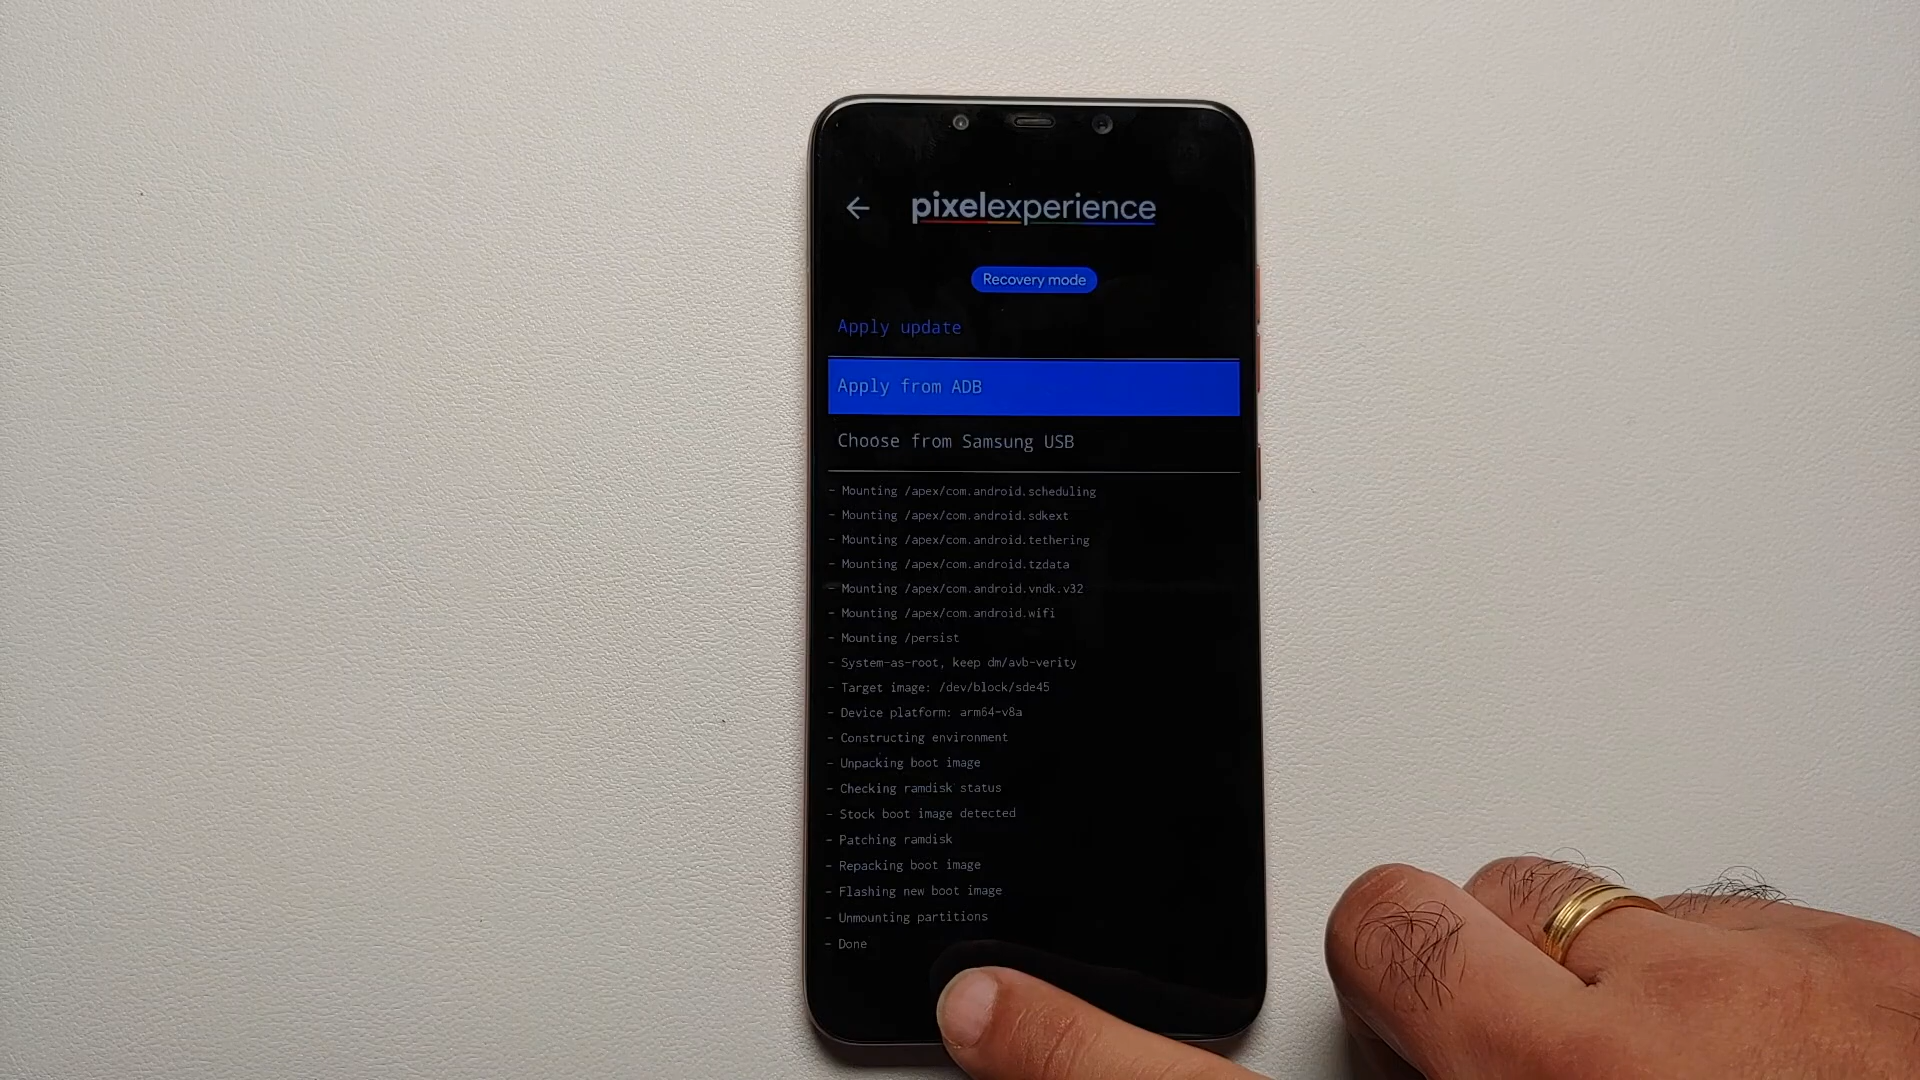 pixelexperience
Recovery mode
Apply update
Apply from ADB
Choose from Samsung USB
- Mounting /apex/com.android.scheduling
- Mounting /apex/com.android.sdkext
- Mounting /apex/com.android.tethering
- Mounting /apex/com.android.tzdata
- Mounting /apex/com.android.vndk.v32
- Mounting /apex/com.android.wifi
- Mounting /persist
- System-as-root, keep dm/avb-verity
- Target image: /dev/block/sde45
- Device platform: arm64-v8a
- Constructing environment
- Unpacking boot image
- Checking ramdisk status
- Stock boot image detected
- Patching ramdisk
- Repacking boot image
- Flashing new boot image
- Unmounting partitions
- Done